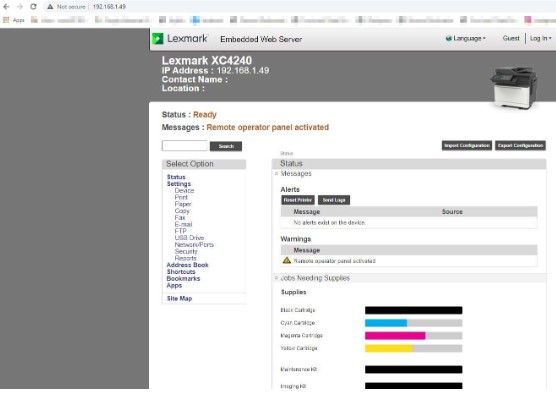 Not secure | 192.168.1.49
Apps
Lexmark Embedded Web Server
Language
Guest
Log In
Lexmark XC4240
IP Address : 192.168.1.49
Contact Name :
Location :
Status : Ready
Messages : Remote operator panel activated
Search
Import Configuration
Export Configuration
Status
Select Option
Status
Status
Settings
Device
Print
Paper
Copy
Fax
E-mail
FTP
USB Drive
Network/Ports
Security
Reports
Address Book
Shortcuts
Bookmarks
Apps
Site Map
Messages
Alerts
Reset Printer
Send Logs
Message Source
No alerts exist on the device.
Warnings
Message
Remote operator panel activated
Jobs Needing Supplies
Supplies
Black Cartridge
Cyan Cartridge
Magenta Cartridge
Yellow Cartridge
Maintenance Kit
Imaging Kit